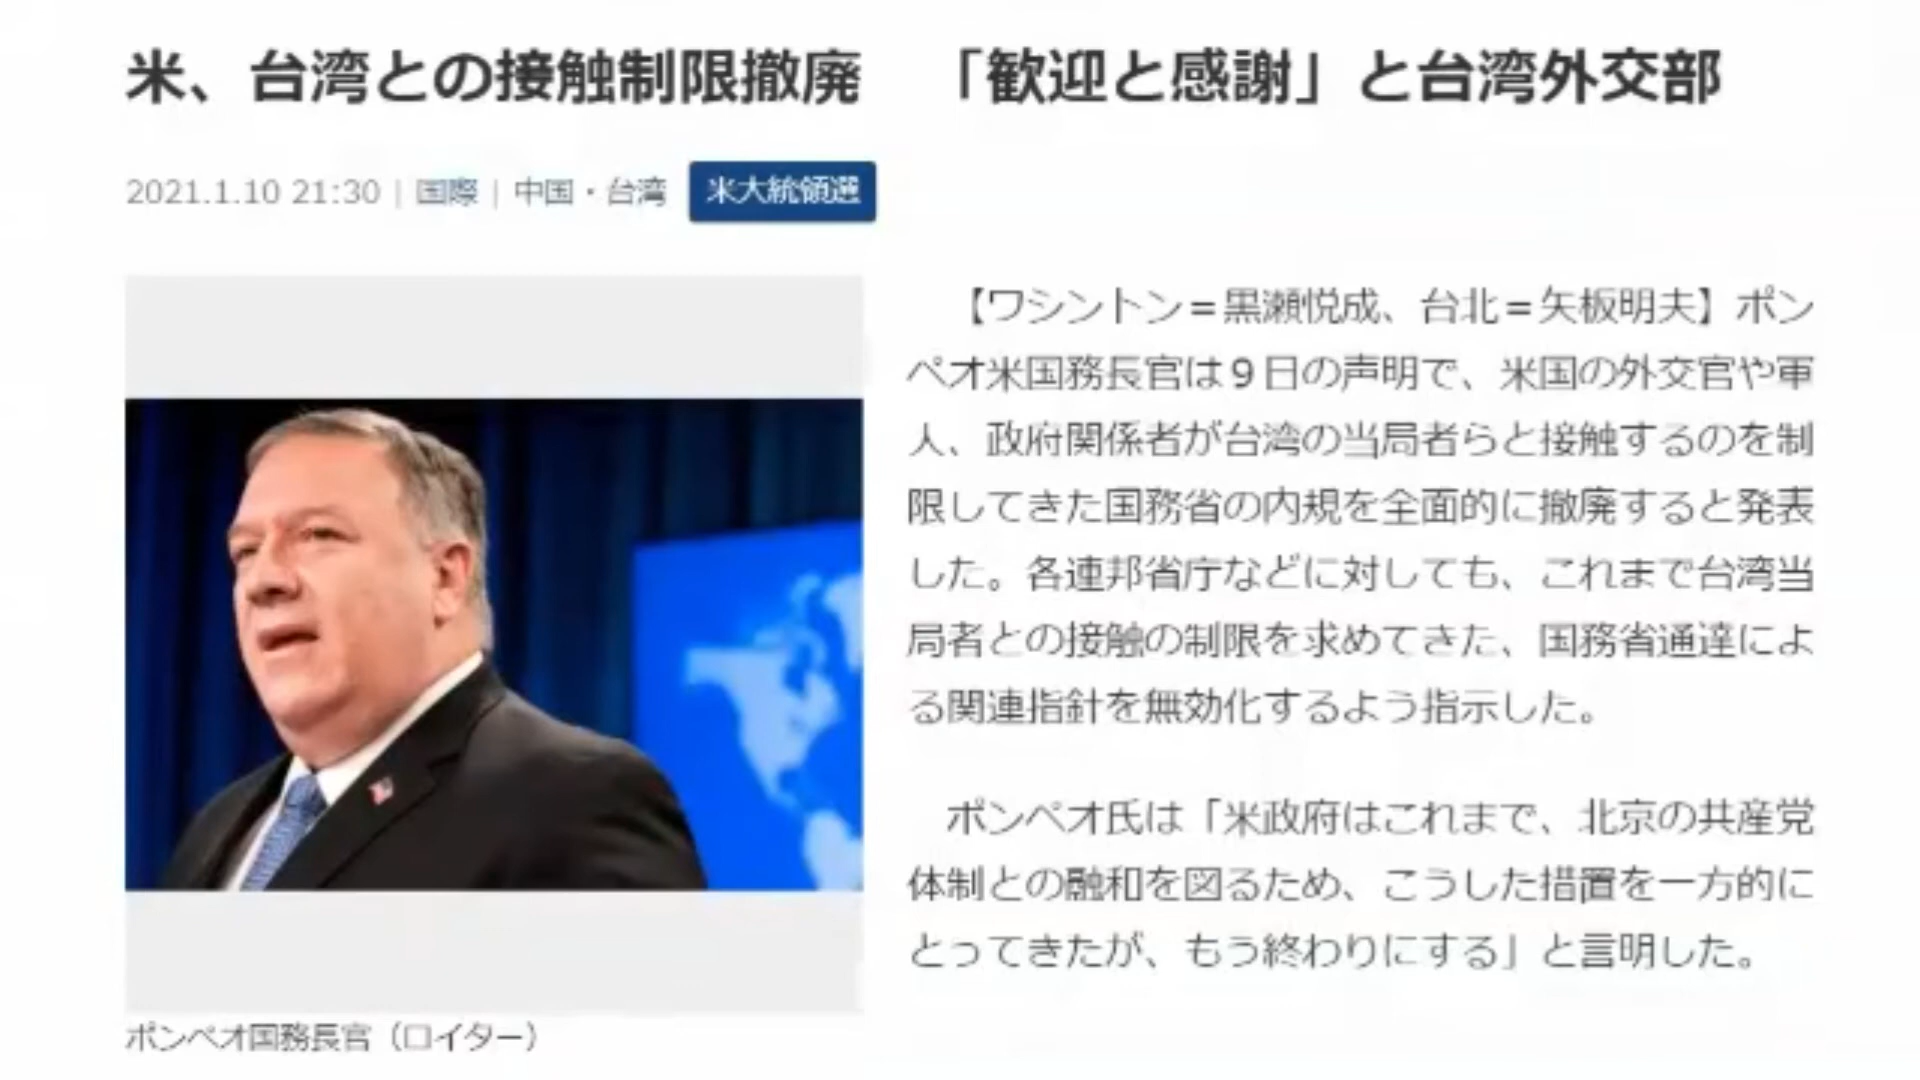 米、台湾との接触制限撤廃　「歓迎と感謝」と台湾外交部
2021.1.10 21:30 | 国際 | 中国・台湾 米大統領選
【ワシントン＝黒瀬悦成、台北＝矢板明夫】ポン
ペオ米国務長官は９日の声明で、米国の外交官や軍
人、政府関係者が台湾の当局者らと接触するのを制
限してきた国務省の内規を全面的に撤廃すると発表
した。各連邦省庁などに対しても、これまで台湾当
局者との接触の制限を求めてきた、国務省通達によ
る関連指針を無効化するよう指示した。
ポンペオ氏は「米政府はこれまで、北京の共産党
体制との融和を図るため、こうした措置を一方的に
とってきたが、もう終わりにする」と言明した。
ポンペオ国務長官（ロイター）